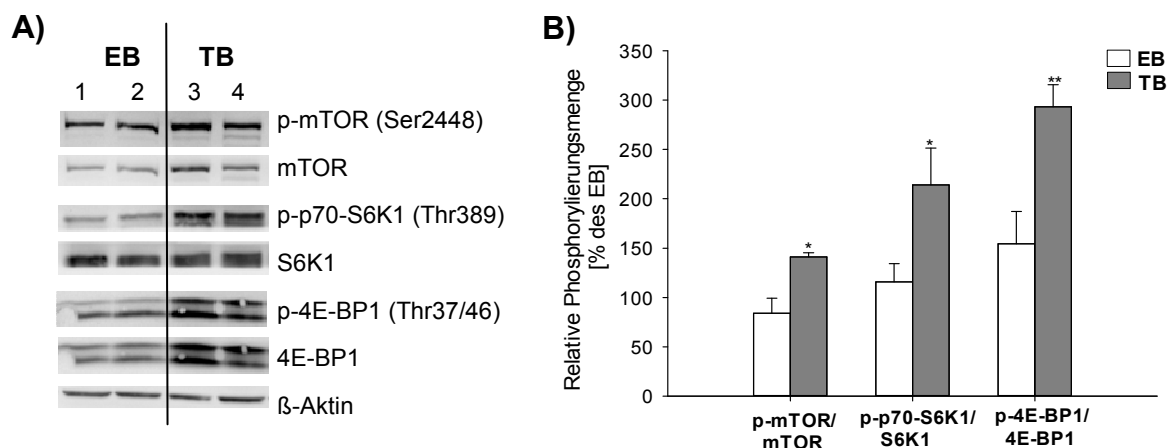 A)
EB TB
1 2 3 4
p-mTOR (Ser2448)
mTOR
p-p70-S6K1 (Thr389)
S6K1
p-4E-BP1 (Thr37/46)
4E-BP1
ß-Aktin
B)
Relative Phosphorylierungsmenge
[% des EB]
350
300
250
200
150
100
50
0
*
*
**
EB
TB
p-mTOR/
mTOR
p-p70-S6K1/
S6K1
p-4E-BP1/
4E-BP1